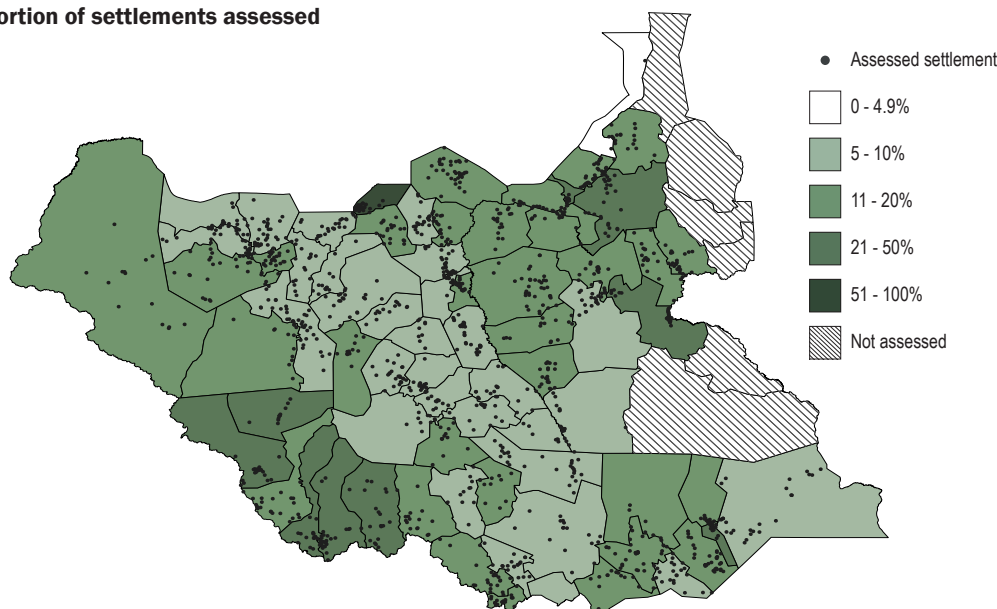 ortion of settlements assessed
Assessed settlement
0 - 4.9%
5 - 10%
11 - 20%
21 - 50%
51 - 100%
Not assessed